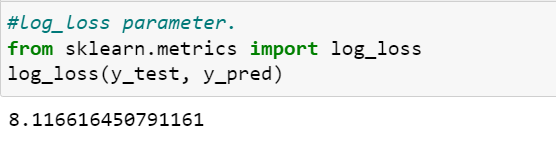 #log_loss parameter.
from sklearn.metrics import log_loss
log_loss(y_test, y_pred)
8.116616450791161